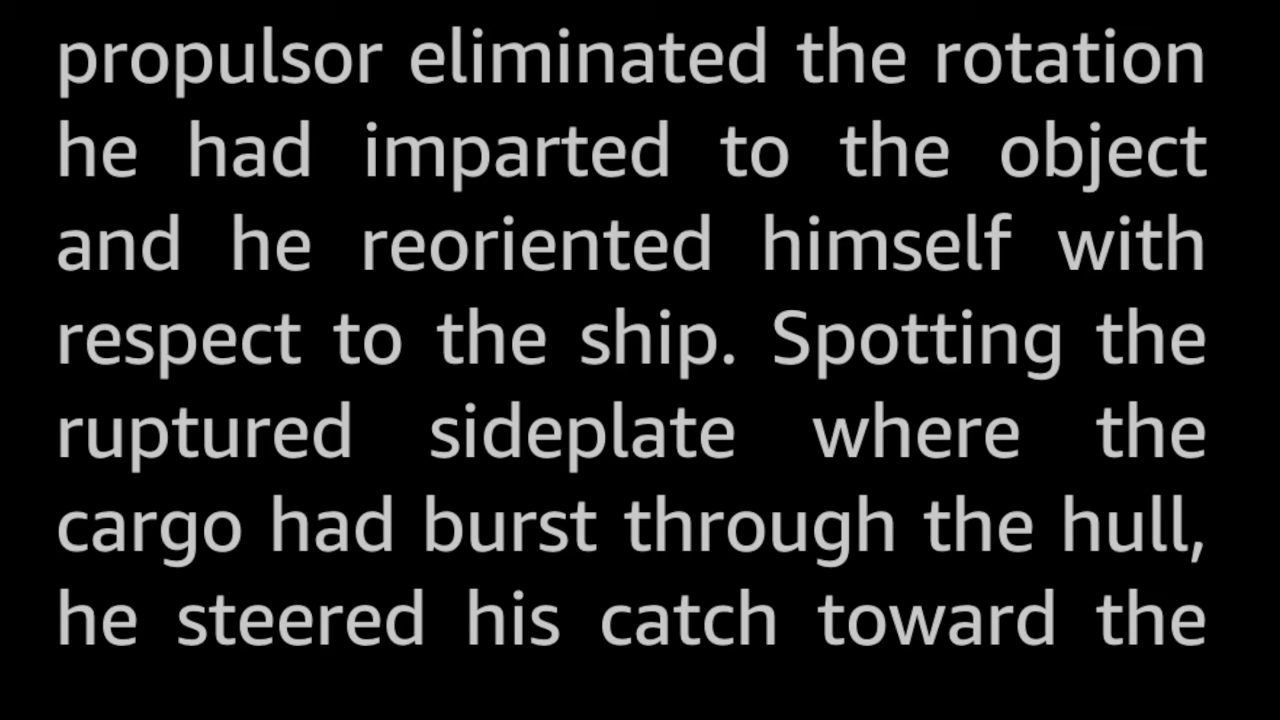 propulsor eliminated the rotation
he had imparted to the object
and he reoriented himself with
respect to the ship. Spotting the
ruptured sideplate where the
cargo had burst through the hull,
he steered his catch toward the